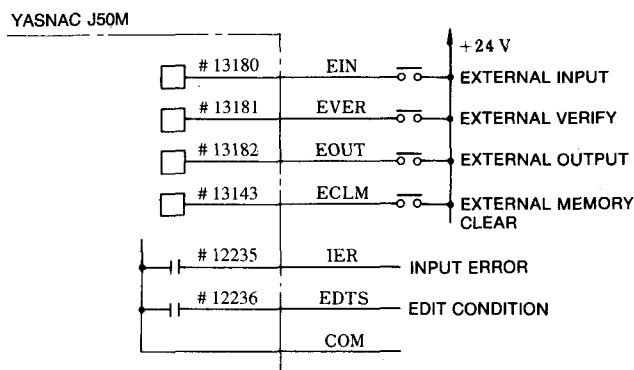 YASNAC J50M
+24 V
# 13180 EIN EXTERNAL INPUT
# 13181 EVER EXTERNAL VERIFY
# 13182 EOUT EXTERNAL OUTPUT
# 13143 ECLM EXTERNAL MEMORY
CLEAR
# 12235 IER INPUT ERROR
# 12236 EDTS EDIT CONDITION
COM